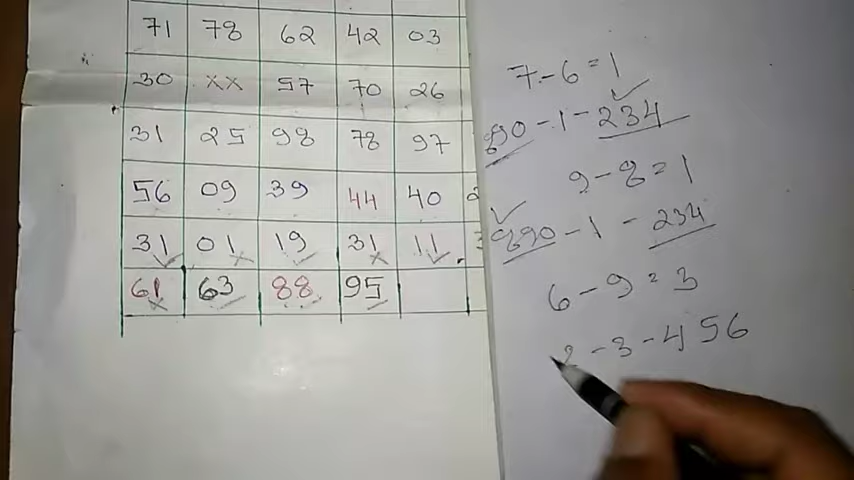 71 78 62 42 03
30 XX 57 70 26
31 25 98 78 97
56 09 39 44 40
31 01 19 31 11
61 63 88 95
7-6=1
890-1-234
9-8=1
890-1-234
6-9=3
2-3-456